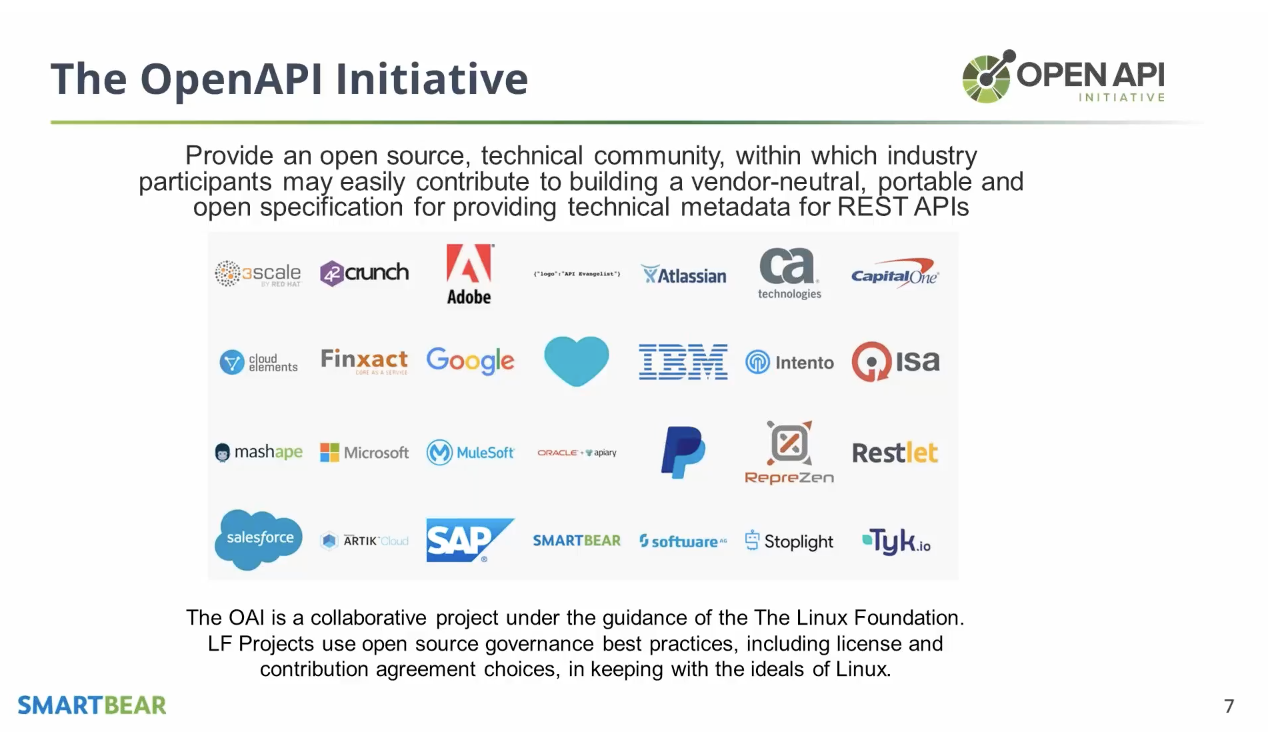 The OpenAPI Initiative
OPEN API
INITIATIVE
Provide an open source, technical community, within which industry
participants may easily contribute to building a vendor-neutral, portable and
open specification for providing technical metadata for REST APIs
3scale
BY RED HAT
42 crunch
Adobe
{"logo":"API Evangelist"}
Atlassian
ca
technologies
Capital One
cloud
elements
Finxact
CORE AS A SERVICE
Google
IBM
Intento
ISA
mashape
Microsoft
MuleSoft
ORACLE + apiary
RepreZen
Restlet
salesforce
ARTIK Cloud
SAP
SMARTBEAR
software AG
Stoplight
Tyk.io
The OAI is a collaborative project under the guidance of the The Linux Foundation.
LF Projects use open source governance best practices, including license and
contribution agreement choices, in keeping with the ideals of Linux.
SMARTBEAR
7